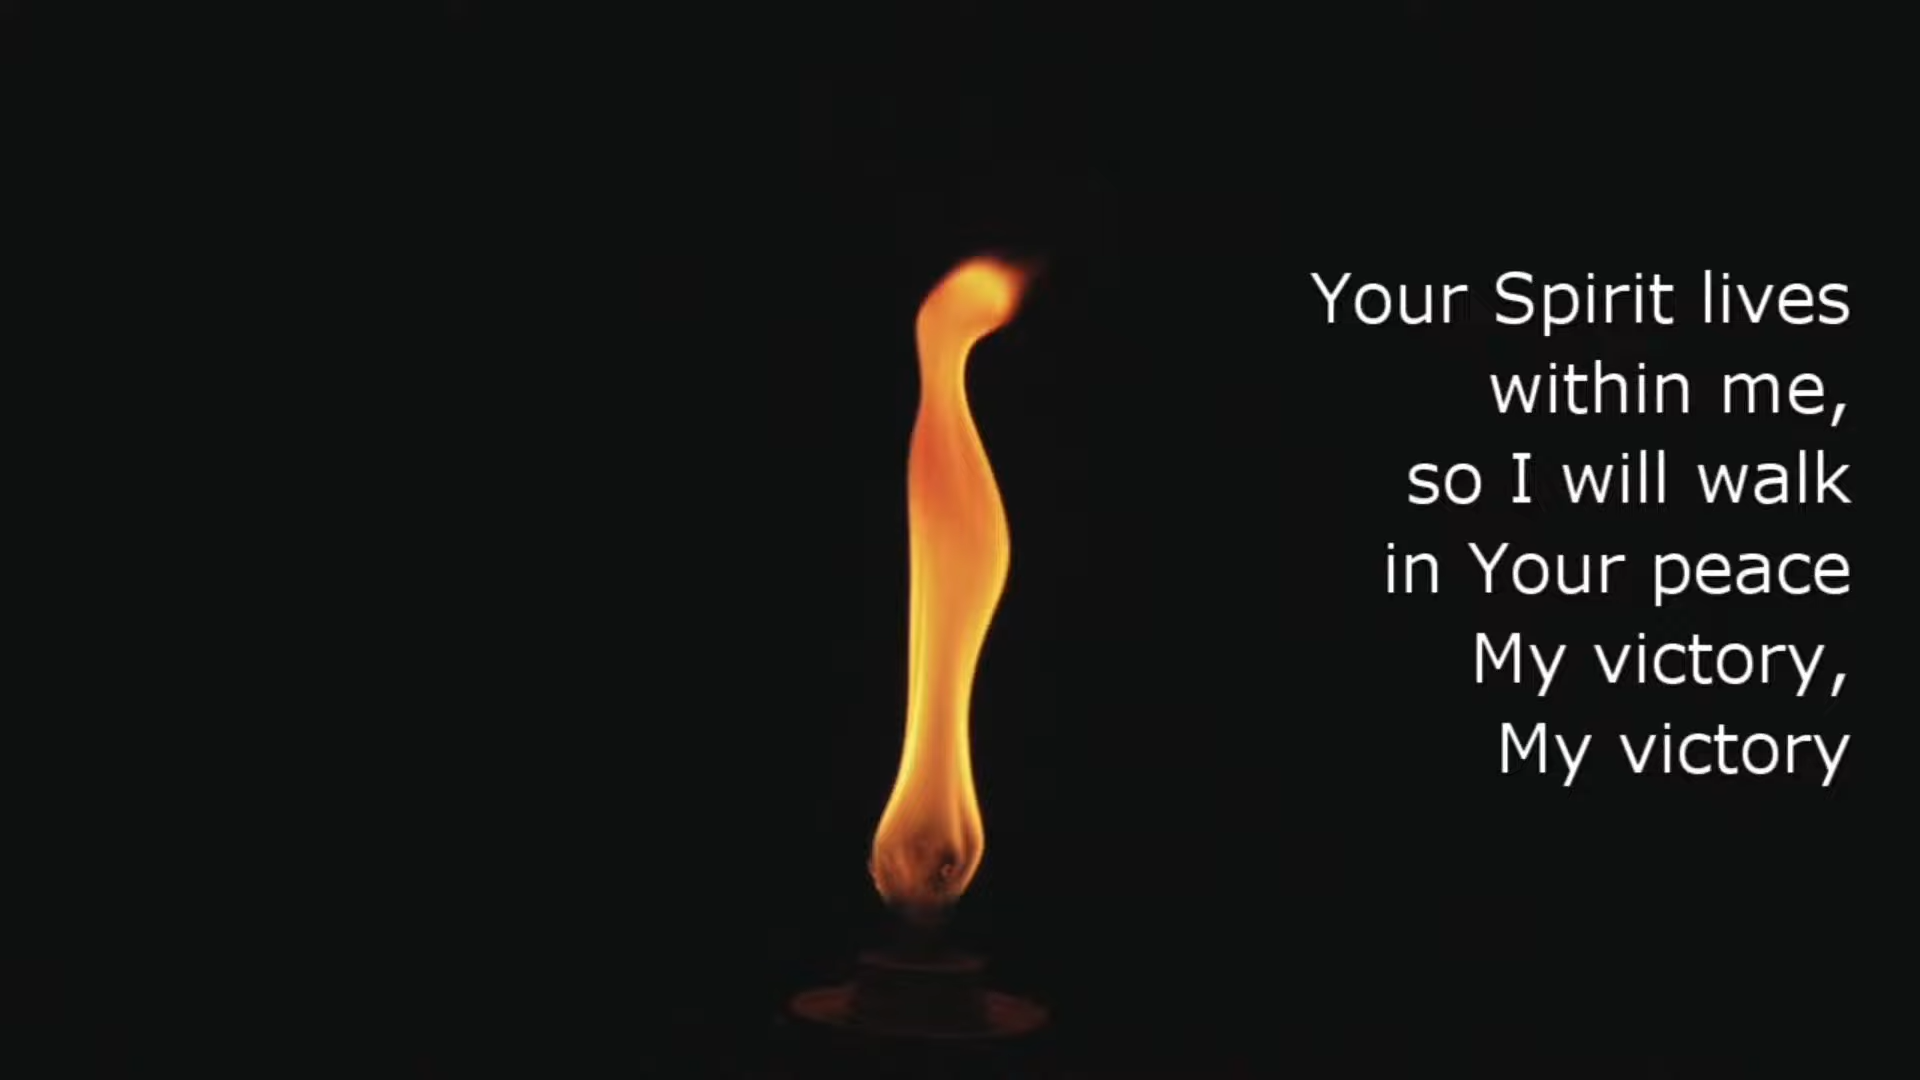 Your Spirit lives
within me,
so I will walk
in Your peace
My victory,
My victory